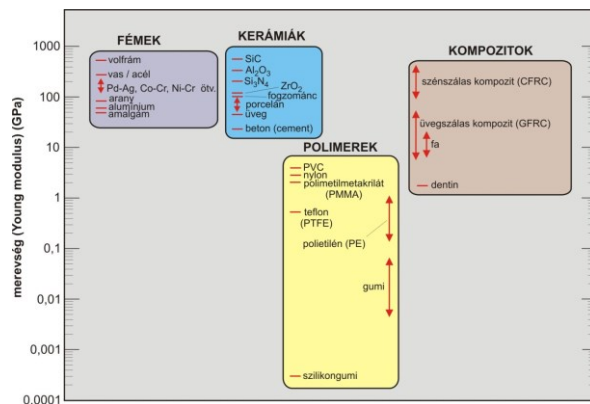 merevség (Young modulus) (GPa)
1000
100
10
1
0,1
0,01
0,001
0,0001
FÉMEK
volfrám
vas / acél
Pd-Ag, Co-Cr, Ni-Cr ötv.
arany
alumínium
amalgám
KERÁMIÁK
SiC
Al2O3
Si3N4
ZrO2
fogzománc
porcelán
üveg
beton (cement)
POLIMEREK
PVC
nylon
polimetilmetakrilát
(PMMA)
teflon
(PTFE)
polietilén (PE)
gumi
szilikongumi
KOMPOZITOK
szénszálas kompozit (CFRC)
üvegszálas kompozit (GFRC)
fa
dentin